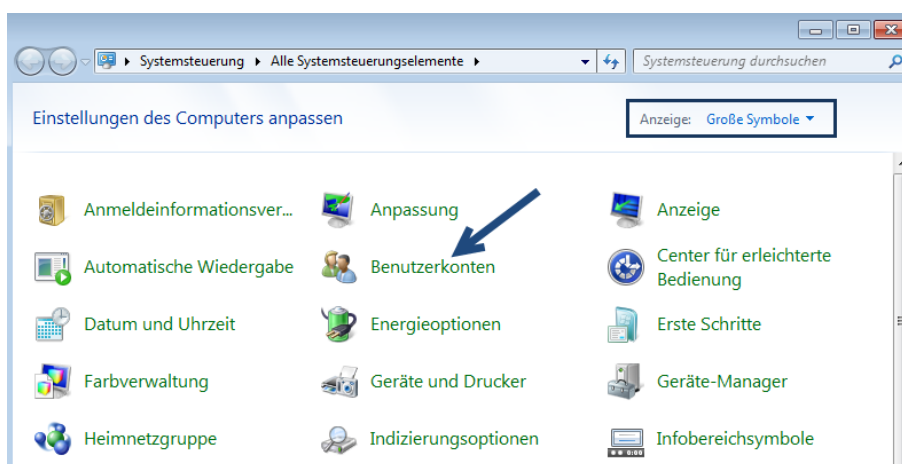 Systemsteuerung ▸ Alle Systemsteuerungselemente ▸
Systemsteuerung durchsuchen
Einstellungen des Computers anpassen
Anzeige: Große Symbole
Anmeldeinformationsver...
Anpassung
Anzeige
Automatische Wiedergabe
Benutzerkonten
Center für erleichterte
Bedienung
Datum und Uhrzeit
Energieoptionen
Erste Schritte
Farbverwaltung
Geräte und Drucker
Geräte-Manager
Heimnetzgruppe
Indizierungsoptionen
Infobereichsymbole